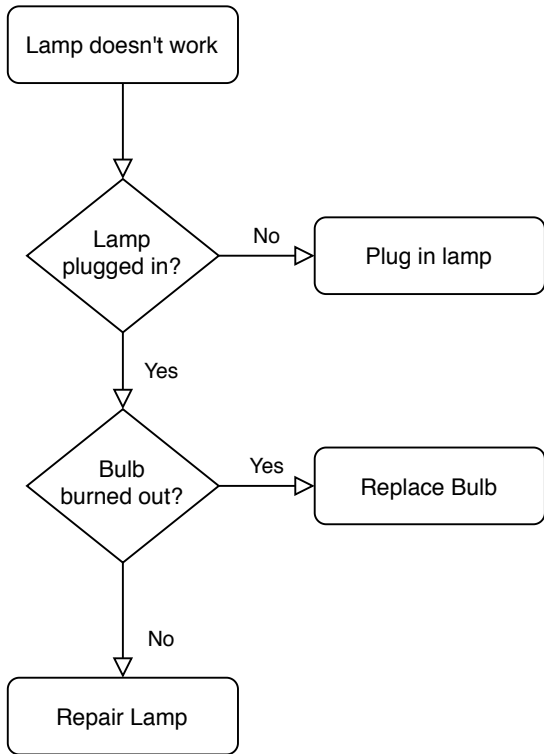 Lamp doesn't work
Lamp
plugged in?
No
Plug in lamp
Yes
Bulb
burned out?
Yes
Replace Bulb
No
Repair Lamp